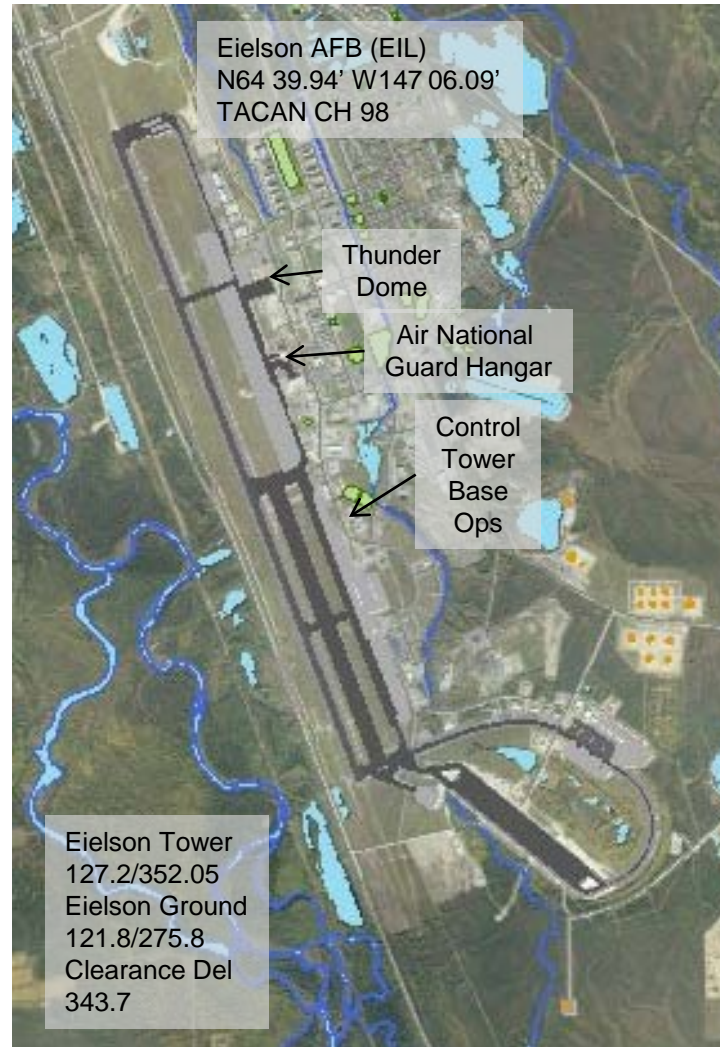 Eielson AFB (EIL)
N64 39.94’ W147 06.09’
TACAN CH 98
Thunder
Dome
Air National
Guard Hangar
Control
Tower
Base
Ops
Eielson Tower
127.2/352.05
Eielson Ground
121.8/275.8
Clearance Del
343.7